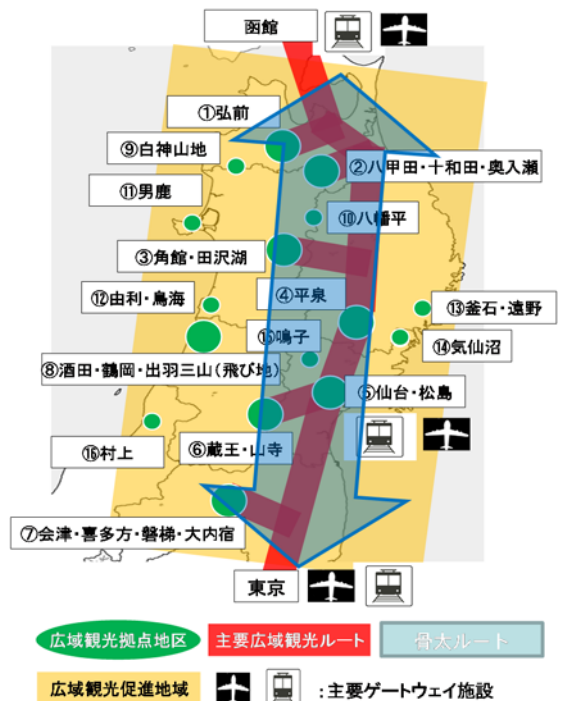 函館
①弘前
⑨白神山地
②八甲田・十和田・奥入瀬
⑪男鹿
⑩八幡平
③角館・田沢湖
④平泉
⑫由利・鳥海
⑬釜石・遠野
⑮鳴子
⑭気仙沼
⑧酒田・鶴岡・出羽三山(飛び地)
⑤仙台・松島
⑥蔵王・山寺
⑯村上
⑦会津・喜多方・磐梯・大内宿
東京
広域観光拠点地区
主要広域観光ルート
骨太ルート
広域観光促進地域
:主要ゲートウェイ施設